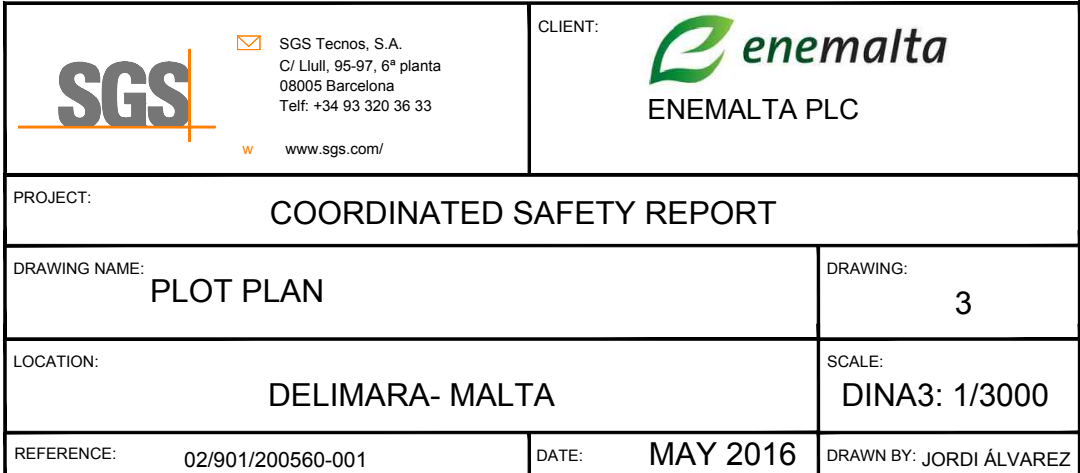 SGS
SGS Tecnos, S.A.
C/ Llull, 95-97, 6ª planta
08005 Barcelona
Telf: +34 93 320 36 33
w www.sgs.com/
CLIENT:
enemalta
ENEMALTA PLC
PROJECT:
COORDINATED SAFETY REPORT
DRAWING NAME:
PLOT PLAN
DRAWING:
3
LOCATION:
DELIMARA- MALTA
SCALE:
DINA3: 1/3000
REFERENCE: 02/901/200560-001
DATE: MAY 2016
DRAWN BY: JORDI ÁLVAREZ